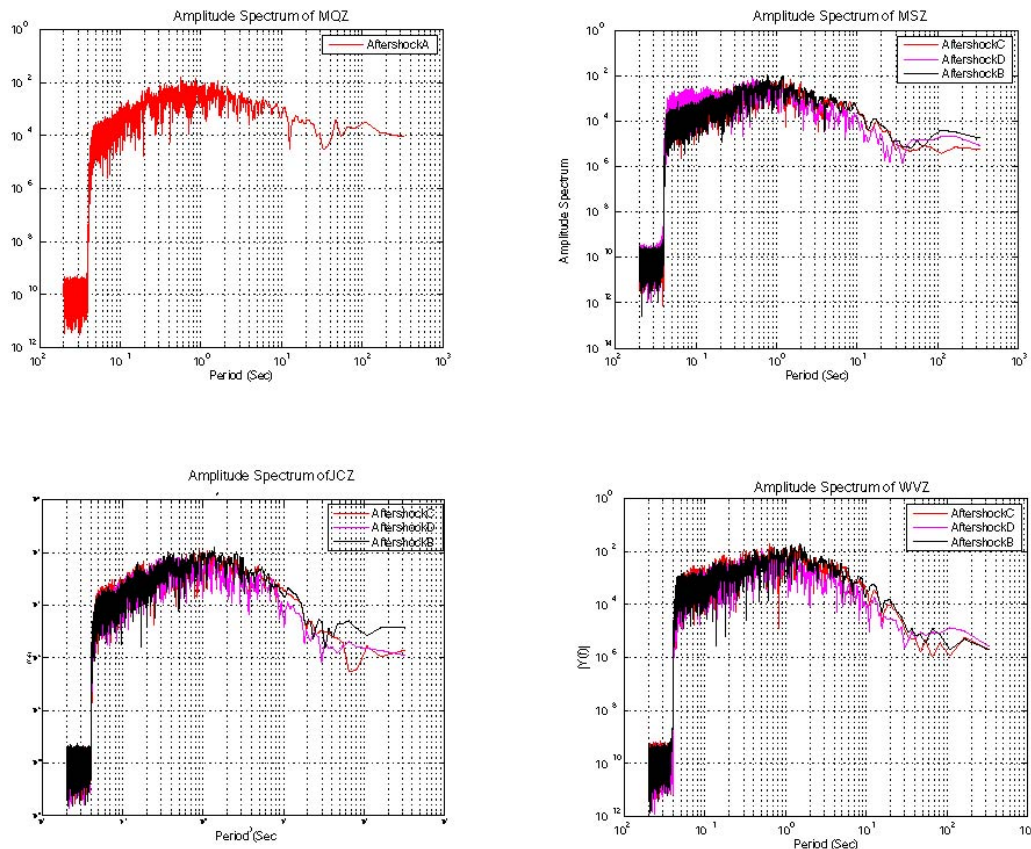 Amplitude Spectrum of MQZ
AftershockA
10^0
10^2
10^4
10^6
10^8
10^10
10^12
10^2 10^1 10^0 10^1 10^2 10^3
Period (Sec)
Amplitude Spectrum of MSZ
AftershockC
AftershockD
AftershockB
Amplitude Spectrum
10^0
10^2
10^4
10^6
10^8
10^10
10^12
10^14
10^2 10^1 10^0 10^1 10^2 10^3
Period (Sec)
Amplitude Spectrum ofJCZ
AftershockC
AftershockD
AftershockB
Period (Sec
Amplitude Spectrum of WVZ
AftershockC
AftershockD
AftershockB
|Y(f)|
10^0
10^2
10^4
10^6
10^8
10^10
10^12
10^2 10^1 10^0 10^1 10^2 10^3
Period (Sec)